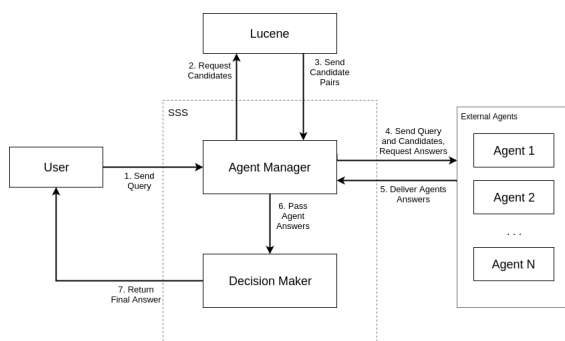 Lucene
2. Request
Candidates
3. Send
Candidate
Pairs
SSS
External Agents
4. Send Query
and Candidates,
Request Answers
Agent 1
User
1. Send
Query
Agent Manager
5. Deliver Agents
Answers
Agent 2
6. Pass
Agent
Answers
. . .
Agent N
Decision Maker
7. Return
Final Answer